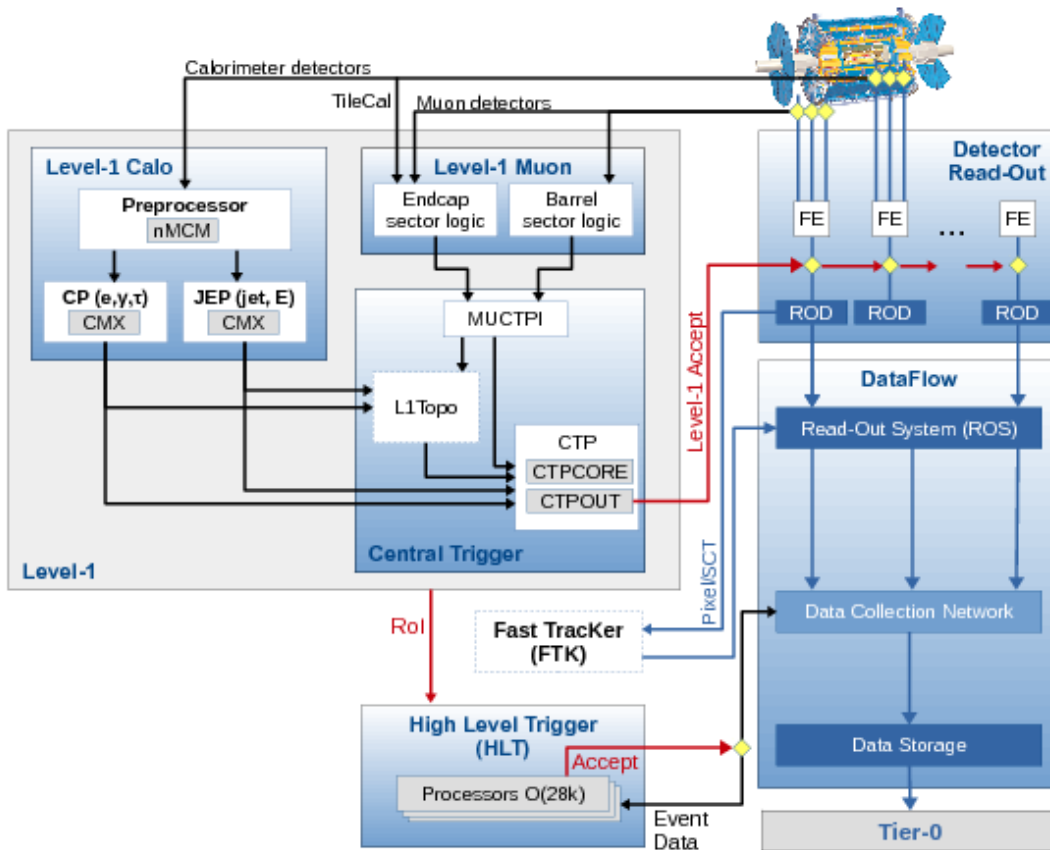 Calorimeter detectors
TileCal
Muon detectors
Level-1 Calo
Preprocessor
nMCM
CP (e,γ,τ)
CMX
JEP (jet, E)
CMX
Level-1 Muon
Endcap
sector logic
Barrel
sector logic
MUCTPI
L1Topo
CTP
CTPCORE
CTPOUT
Central Trigger
Level-1
Level-1 Accept
Detector
Read-Out
FE
FE
...
FE
ROD
ROD
ROD
DataFlow
Read-Out System (ROS)
Data Collection Network
Data Storage
Tier-0
Pixel/SCT
Fast TracKer
(FTK)
RoI
High Level Trigger
(HLT)
Accept
Processors O(28k)
Event
Data